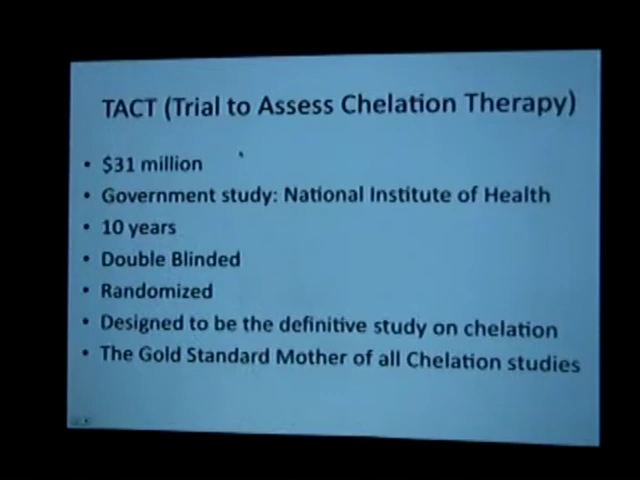 TACT (Trial to Assess Chelation Therapy)
• $31 million
• Government study: National Institute of Health
• 10 years
• Double Blinded
• Randomized
• Designed to be the definitive study on chelation
• The Gold Standard Mother of all Chelation studies